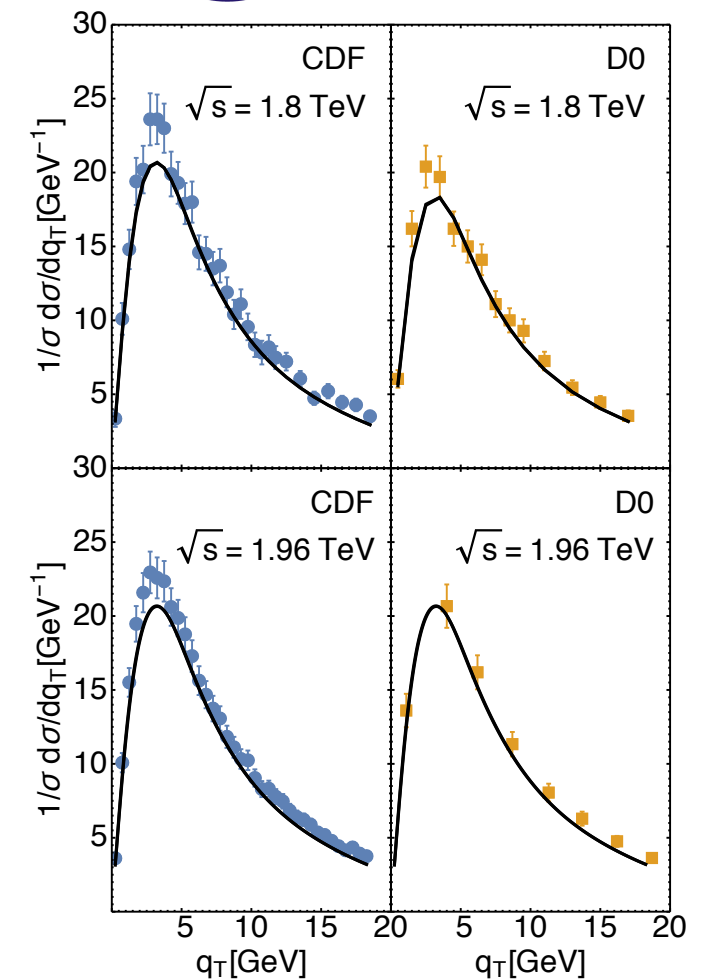 30
CDF
D0
√s = 1.8 TeV
√s = 1.8 TeV
25
20
15
10
5
1/σ dσ/dq_T[GeV⁻¹]
30
CDF
D0
√s = 1.96 TeV
√s = 1.96 TeV
25
20
15
10
5
1/σ dσ/dq_T[GeV⁻¹]
5 10 15 20 5 10 15 20
q_T[GeV] q_T[GeV]